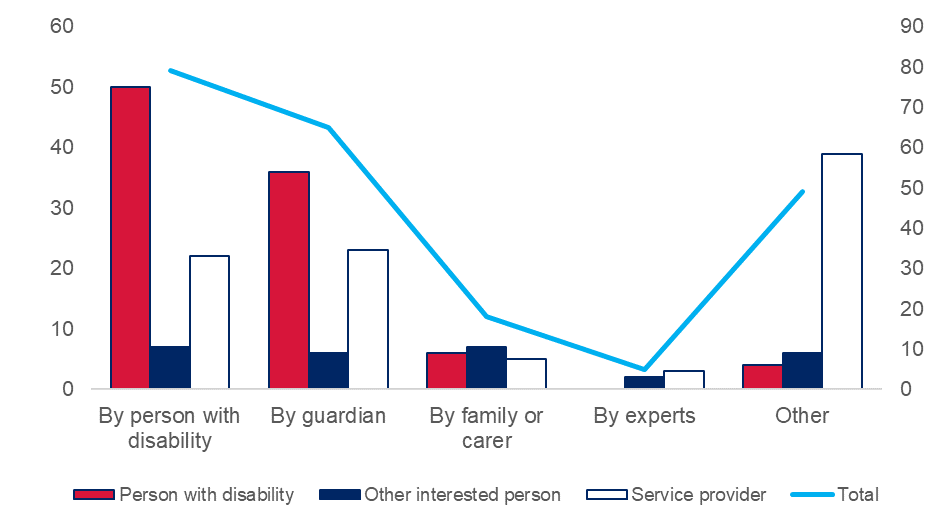 60
50
40
30
20
10
0
90
80
70
60
50
40
30
20
10
0
By person with
disability
By guardian
By family or
carer
By experts
Other
Person with disability
Other interested person
Service provider
Total